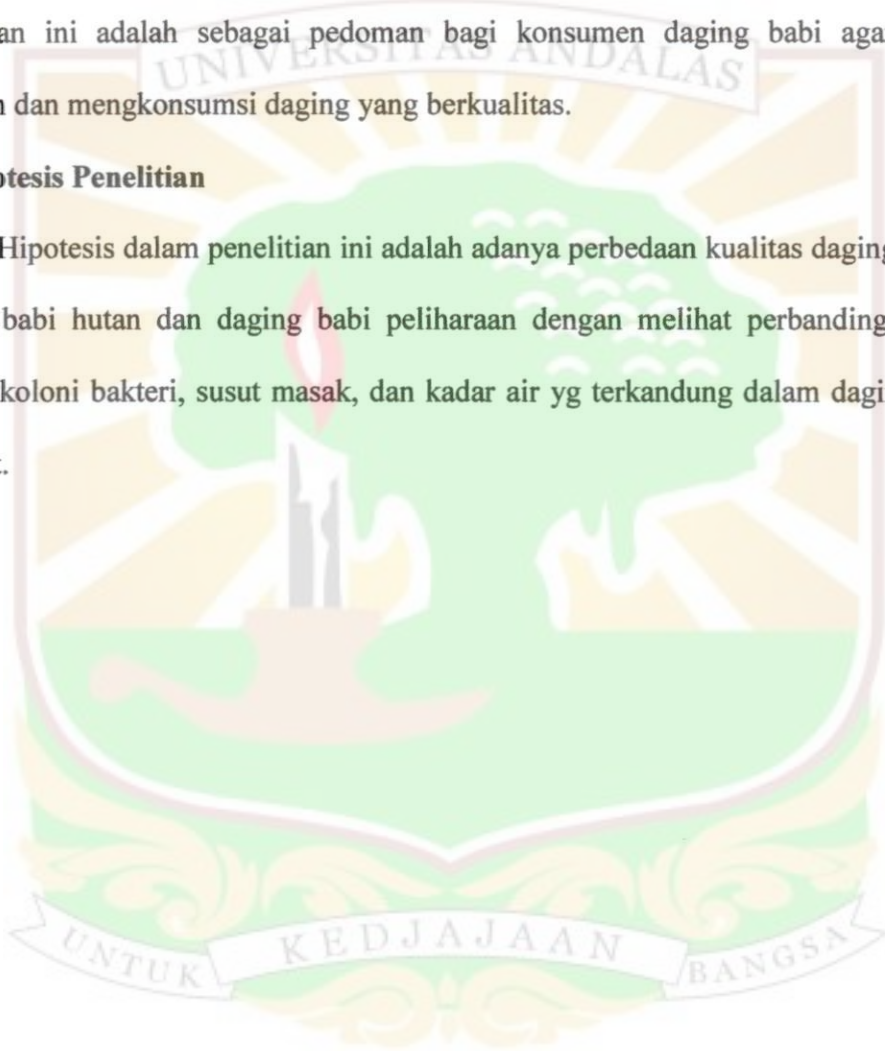 an ini adalah sebagai pedoman bagi konsumen daging babi aga
UNIVERSITAS ANDALAS
n dan mengkonsumsi daging yang berkualitas.
otesis Penelitian
Hipotesis dalam penelitian ini adalah adanya perbedaan kualitas daging
babi hutan dan daging babi peliharaan dengan melihat perbanding
koloni bakteri, susut masak, dan kadar air yg terkandung dalam dagi
UNTUK KEDJAJAAN BANGSA